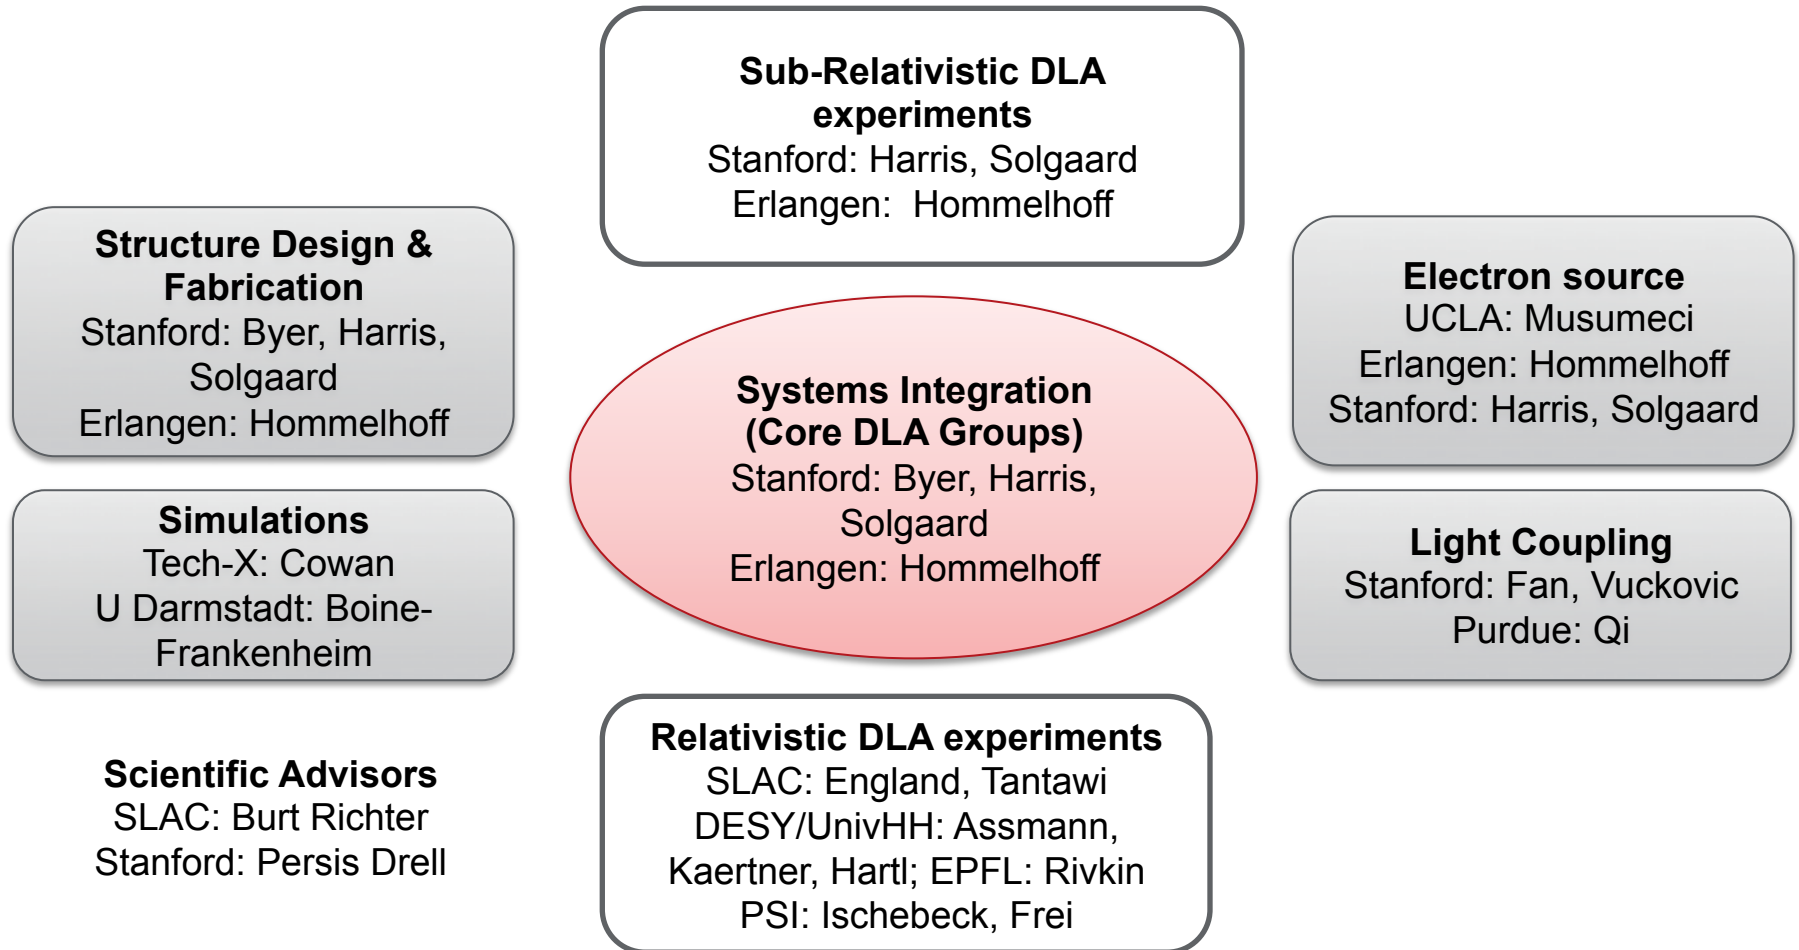 Sub-Relativistic DLA
experiments
Stanford: Harris, Solgaard
Erlangen:  Hommelhoff
Structure Design &
Fabrication
Stanford: Byer, Harris,
Solgaard
Erlangen: Hommelhoff
Electron source
UCLA: Musumeci
Erlangen: Hommelhoff
Stanford: Harris, Solgaard
Systems Integration
(Core DLA Groups)
Stanford: Byer, Harris,
Solgaard
Erlangen: Hommelhoff
Simulations
Tech-X: Cowan
U Darmstadt: Boine-
Frankenheim
Light Coupling
Stanford: Fan, Vuckovic
Purdue: Qi
Scientific Advisors
SLAC: Burt Richter
Stanford: Persis Drell
Relativistic DLA experiments
SLAC: England, Tantawi
DESY/UnivHH: Assmann,
Kaertner, Hartl; EPFL: Rivkin
PSI: Ischebeck, Frei